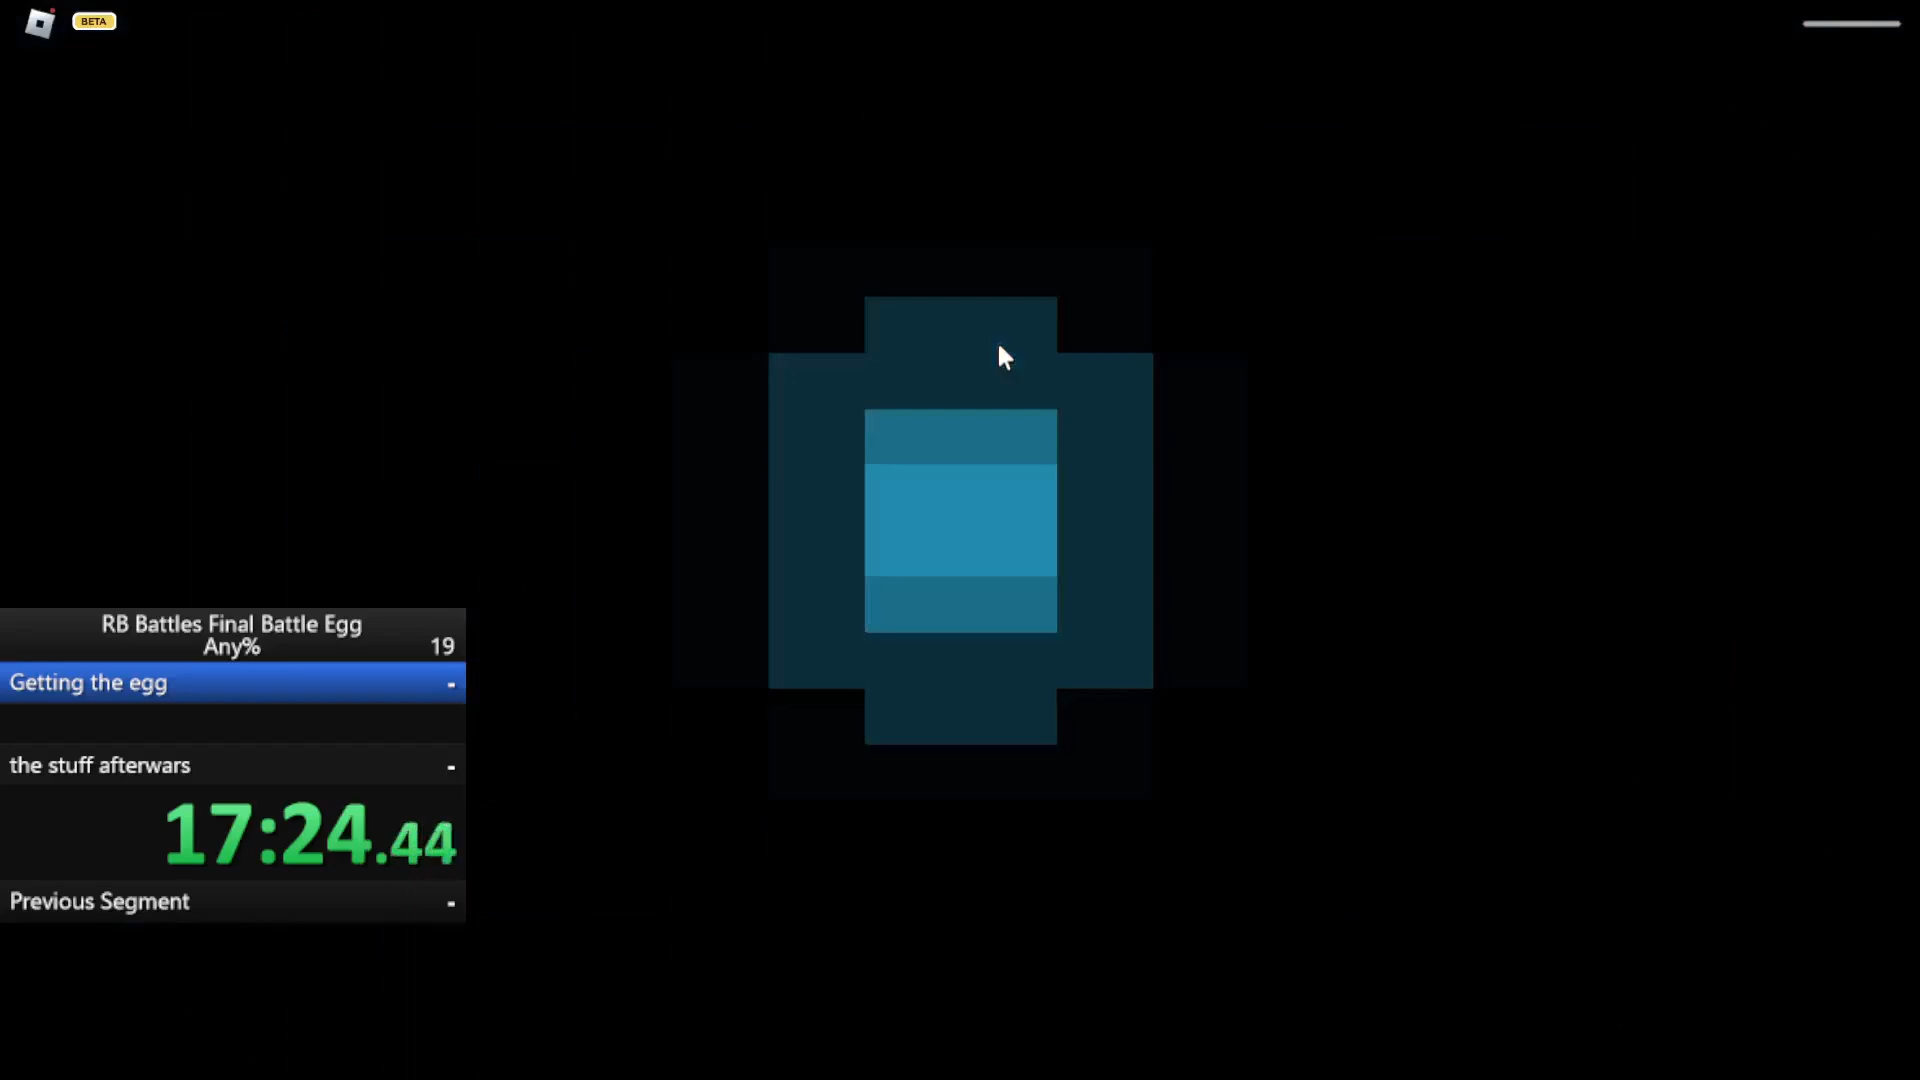 BETA
RB Battles Final Battle Egg
Any%
19
Getting the egg -
the stuff afterwars -
17:24.44
Previous Segment -